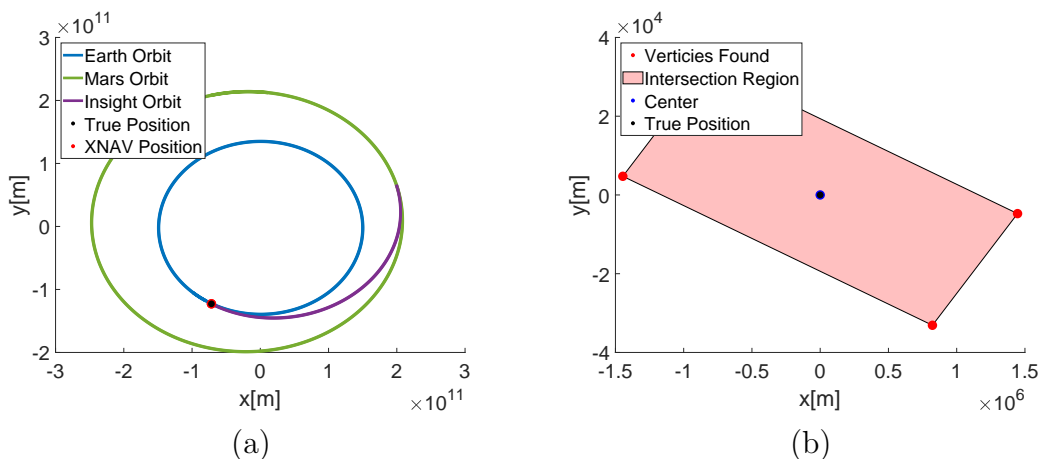 ×10^11
3
2
1
0
-1
-2
y[m]
-3
-2
-1
0
1
2
3
x[m]
×10^11
Earth Orbit
Mars Orbit
Insight Orbit
True Position
XNAV Position
(a)
×10^4
4
2
0
-2
-4
y[m]
-1.5
-1
-0.5
0
0.5
1
1.5
x[m]
×10^6
Verticies Found
Intersection Region
Center
True Position
(b)